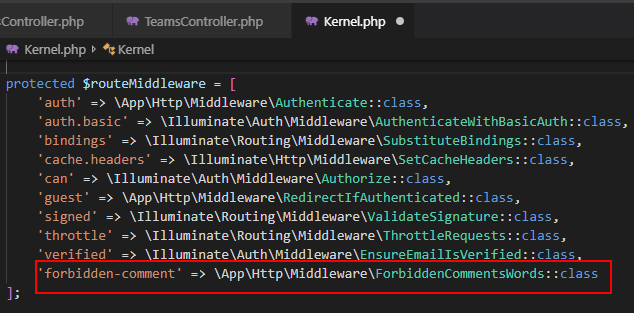 sController.php
TeamsController.php
Kernel.php
Kernel.php > Kernel
protected $routeMiddleware = [
'auth' => \App\Http\Middleware\Authenticate::class,
'auth.basic' => \Illuminate\Auth\Middleware\AuthenticateWithBasicAuth::class,
'bindings' => \Illuminate\Routing\Middleware\SubstituteBindings::class,
'cache.headers' => \Illuminate\Http\Middleware\SetCacheHeaders::class,
'can' => \Illuminate\Auth\Middleware\Authorize::class,
'guest' => \App\Http\Middleware\RedirectIfAuthenticated::class,
'signed' => \Illuminate\Routing\Middleware\ValidateSignature::class,
'throttle' => \Illuminate\Routing\Middleware\ThrottleRequests::class,
'verified' => \Illuminate\Auth\Middleware\EnsureEmailIsVerified::class,
'forbidden-comment' => \App\Http\Middleware\ForbiddenCommentsWords::class
];